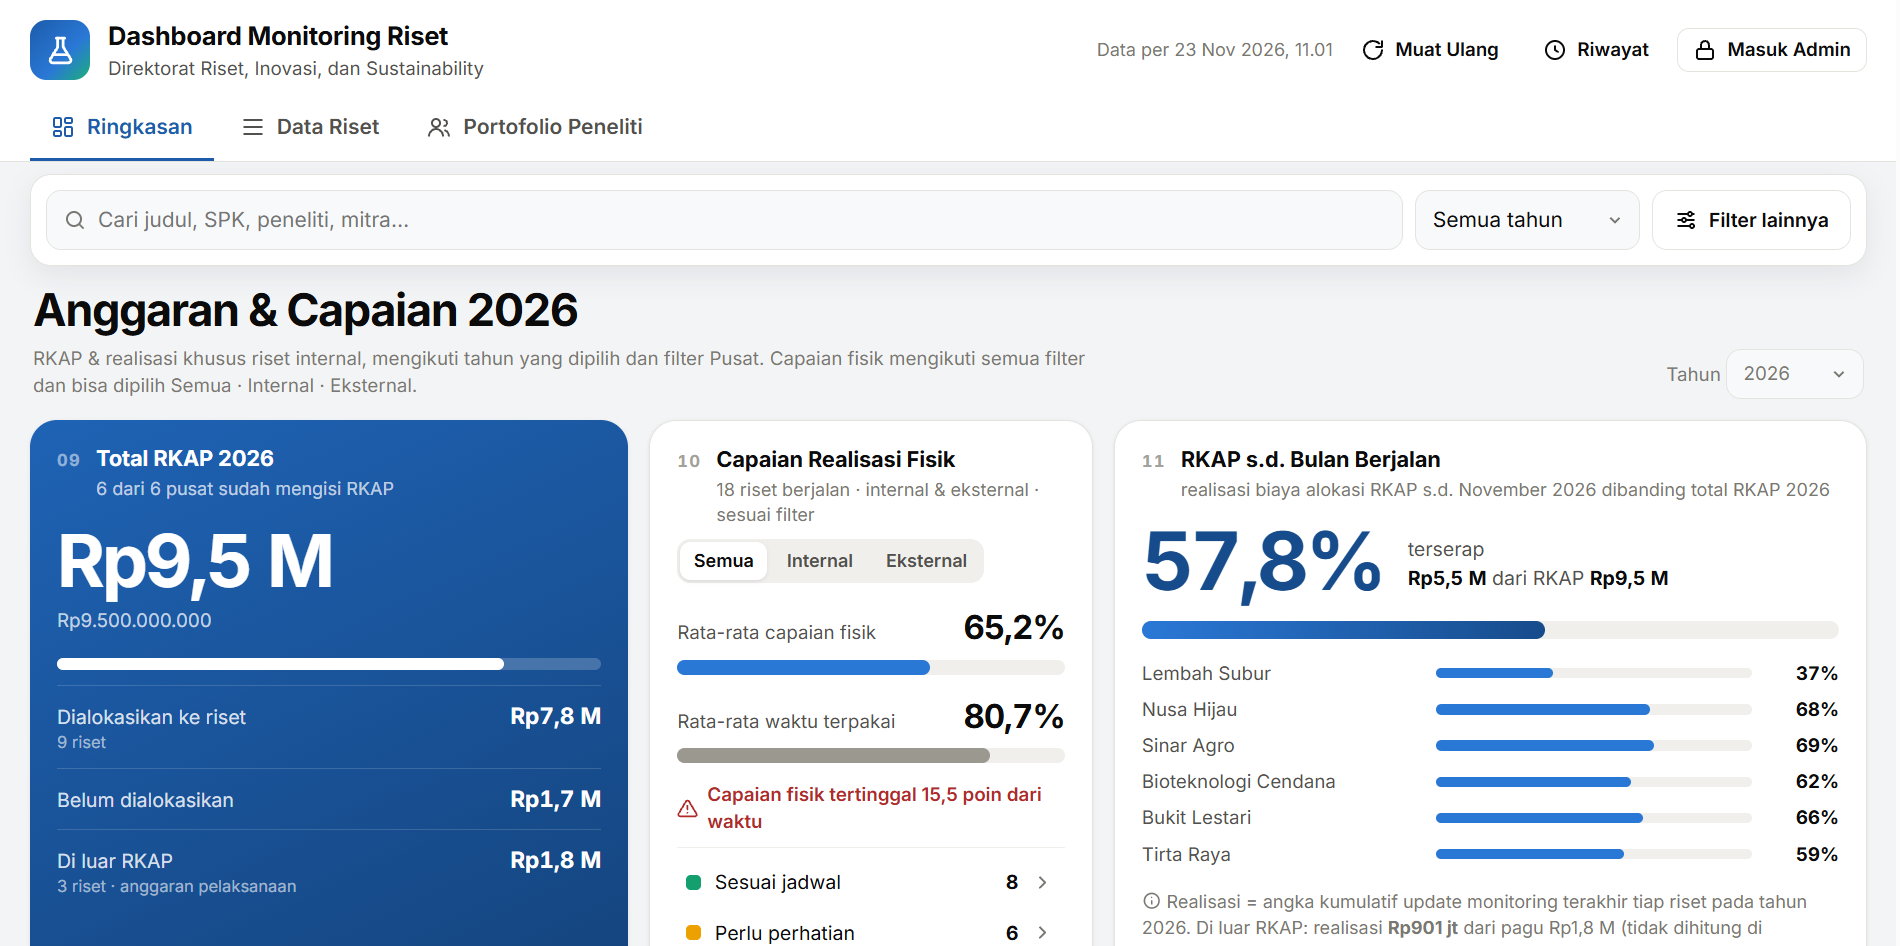 Dashboard Monitoring Riset
Direktorat Riset, Inovasi, dan Sustainability
Data per 23 Nov 2026, 11.01
Muat Ulang
Riwayat
Masuk Admin
Ringkasan
Data Riset
Portofolio Peneliti
Cari judul, SPK, peneliti, mitra...
Semua tahun
Filter lainnya
Anggaran & Capaian 2026
RKAP & realisasi khusus riset internal, mengikuti tahun yang dipilih dan filter Pusat. Capaian fisik mengikuti semua filter
dan bisa dipilih Semua · Internal · Eksternal.
Tahun
2026
09 Total RKAP 2026
6 dari 6 pusat sudah mengisi RKAP
Rp9,5 M
Rp9.500.000.000
Dialokasikan ke riset Rp7,8 M
9 riset
Belum dialokasikan Rp1,7 M
Di luar RKAP Rp1,8 M
3 riset · anggaran pelaksanaan
10 Capaian Realisasi Fisik
18 riset berjalan · internal & eksternal ·
sesuai filter
Semua Internal Eksternal
Rata-rata capaian fisik 65,2%
Rata-rata waktu terpakai 80,7%
Capaian fisik tertinggal 15,5 poin dari
waktu
Sesuai jadwal 8
Perlu perhatian 6
11 RKAP s.d. Bulan Berjalan
realisasi biaya alokasi RKAP s.d. November 2026 dibanding total RKAP 2026
57,8%
terserap
Rp5,5 M dari RKAP Rp9,5 M
Lembah Subur 37%
Nusa Hijau 68%
Sinar Agro 69%
Bioteknologi Cendana 62%
Bukit Lestari 66%
Tirta Raya 59%
Realisasi = angka kumulatif update monitoring terakhir tiap riset pada tahun
2026. Di luar RKAP: realisasi Rp901 jt dari pagu Rp1,8 M (tidak dihitung di